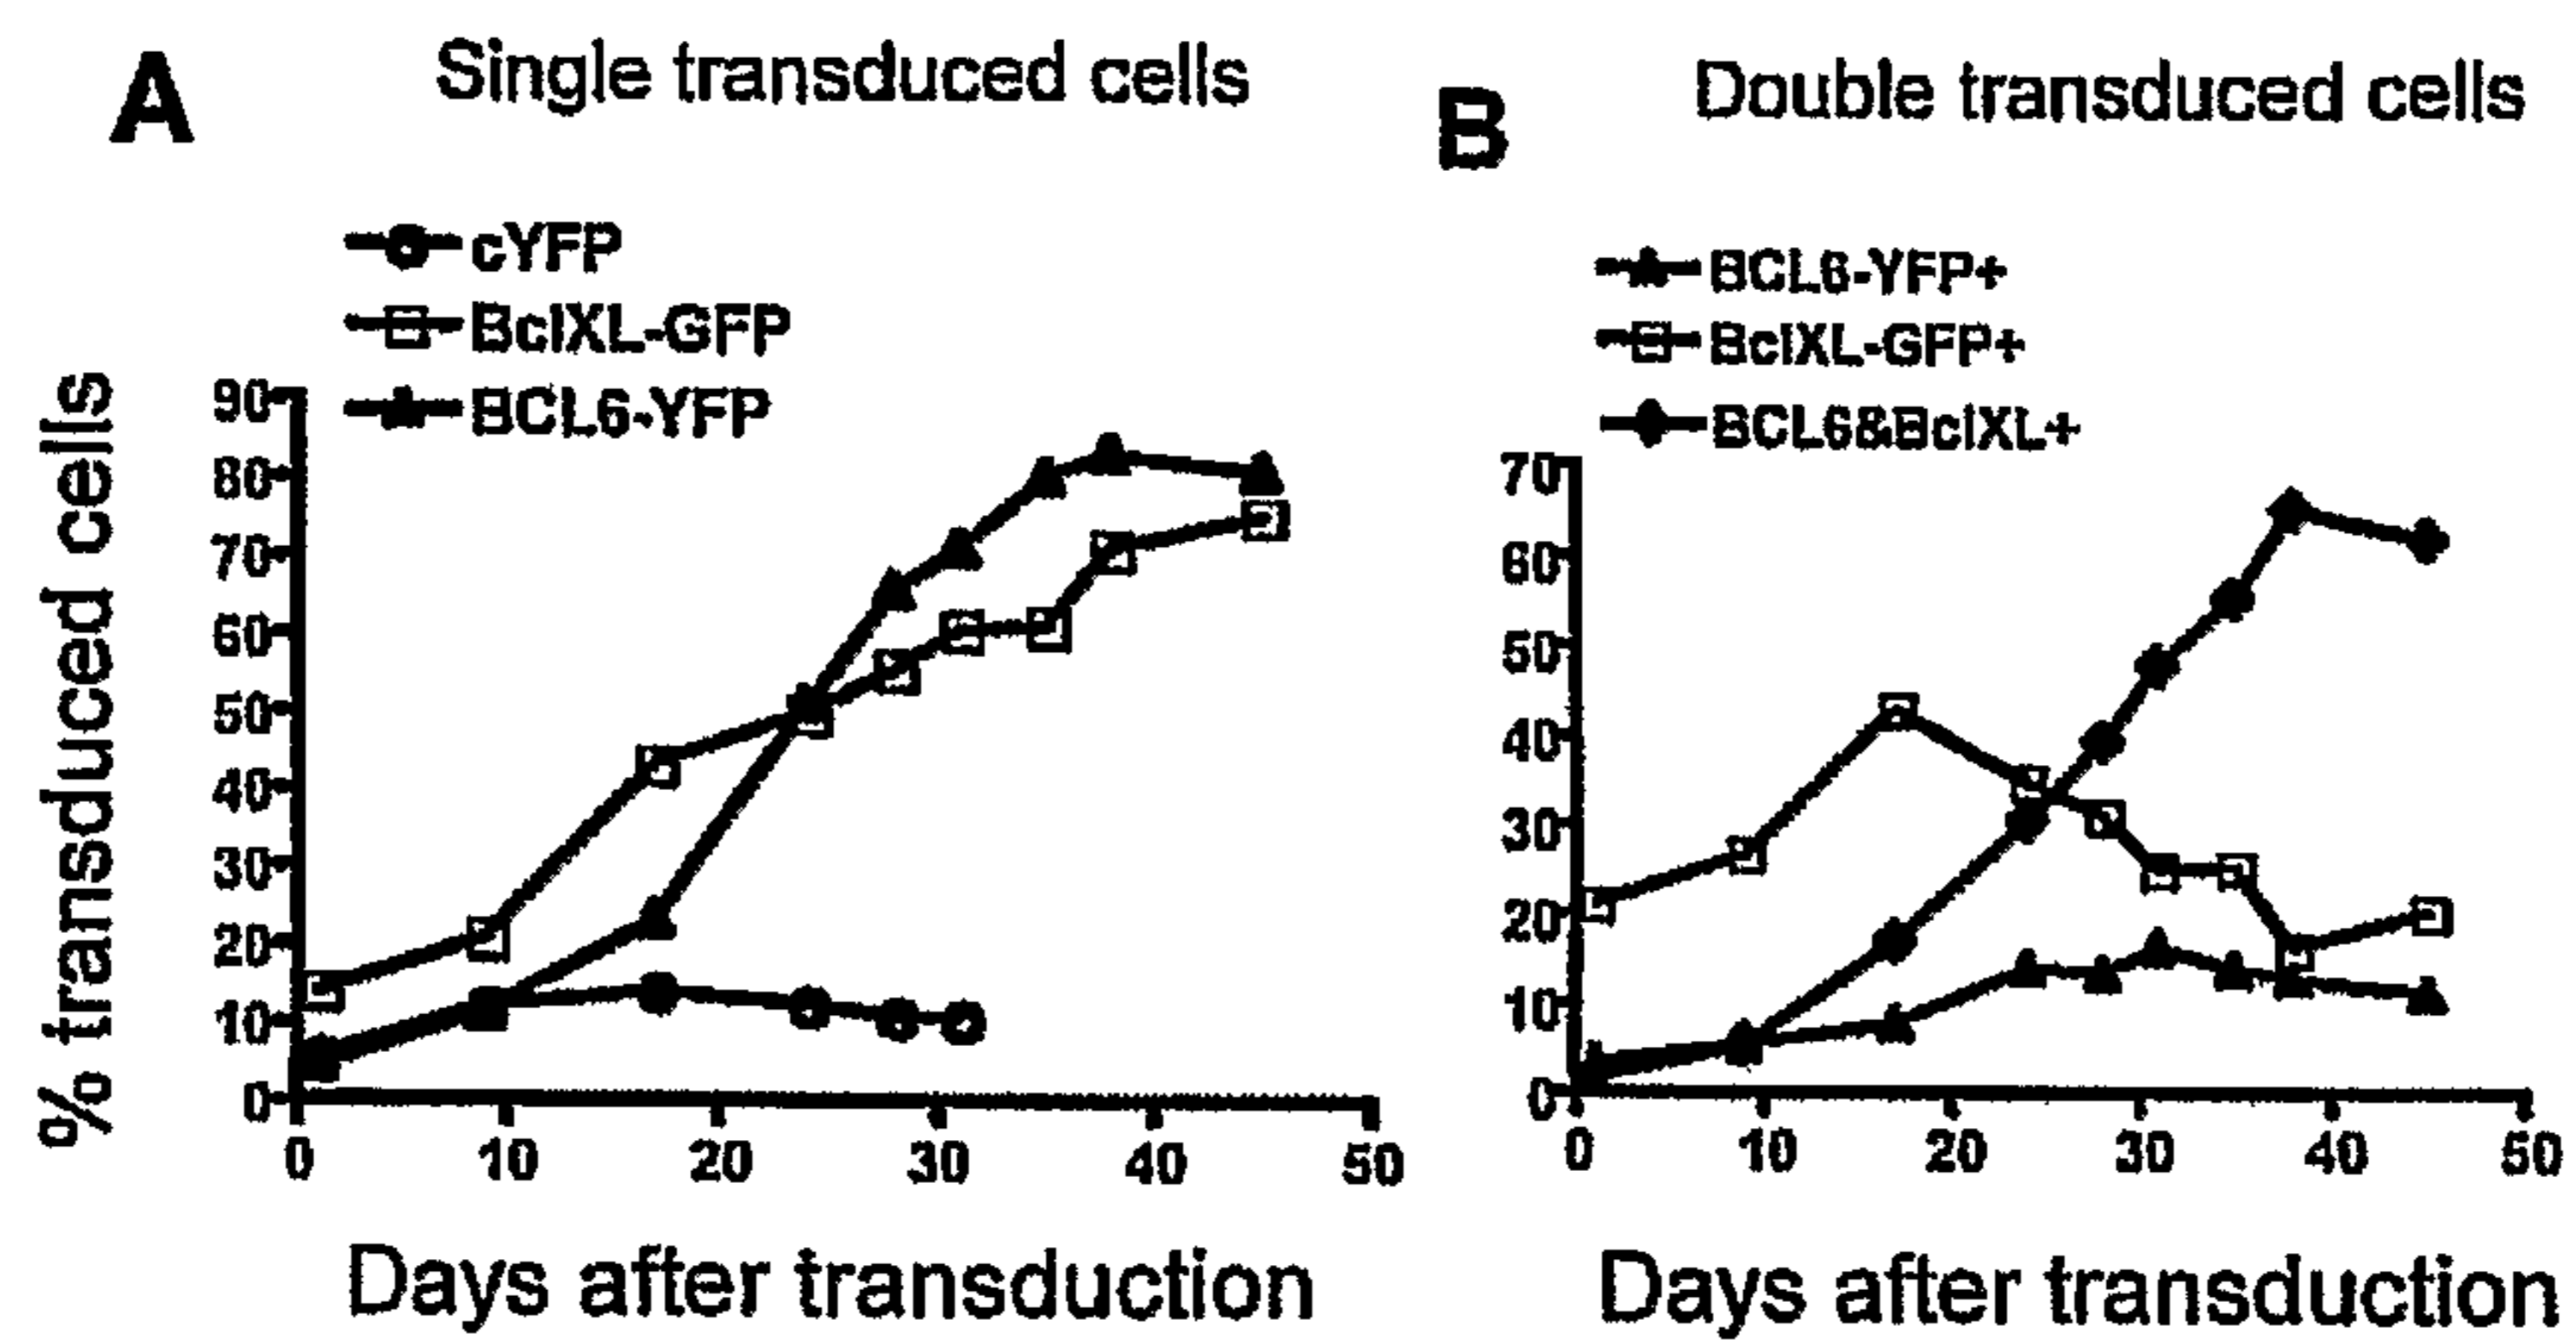 A Single transduced cells
cYFP
BclXL-GFP
BCL6-YFP
% transduced cells
90
80
70
60
50
40
30
20
10
0
0 10 20 30 40 50
Days after transduction
B Double transduced cells
BCL6-YFP+
BclXL-GFP+
BCL6&BclXL+
70
60
50
40
30
20
10
0
0 10 20 30 40 50
Days after transduction